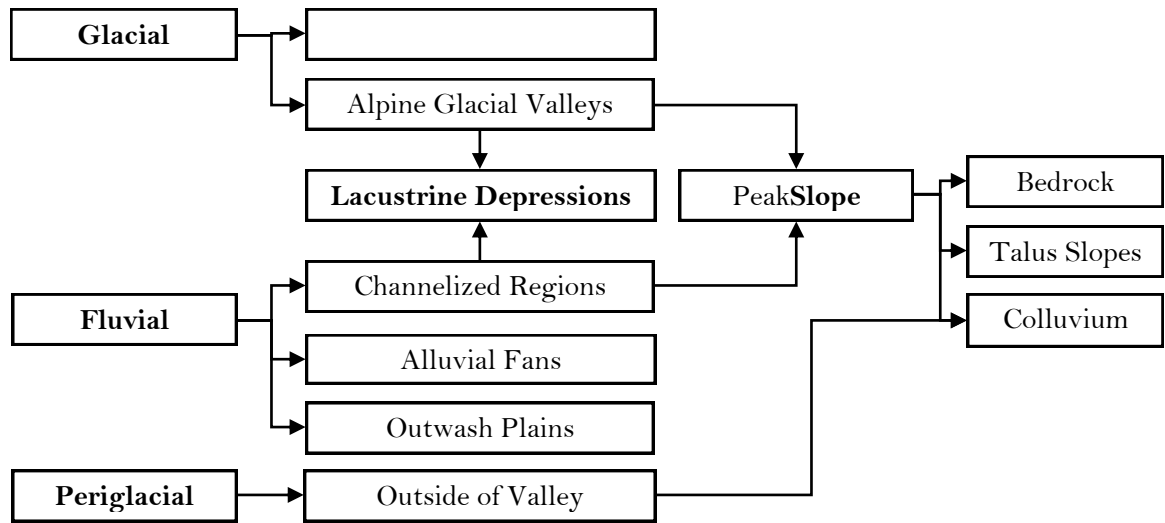 Glacial
Alpine Glacial Valleys
Lacustrine Depressions
PeakSlope
Bedrock
Talus Slopes
Colluvium
Fluvial
Channelized Regions
Alluvial Fans
Outwash Plains
Periglacial
Outside of Valley